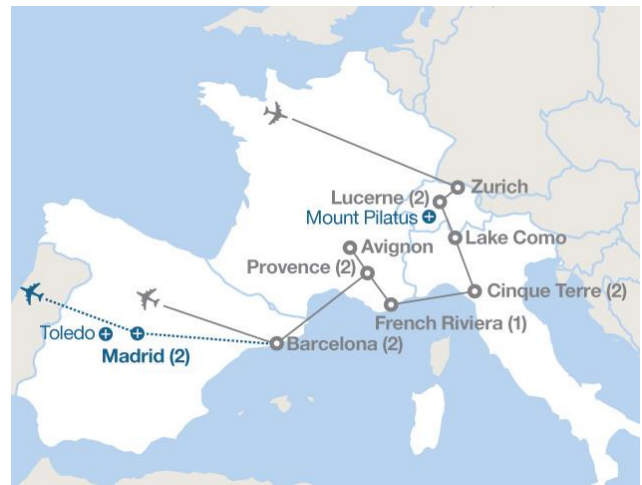 Zurich
Lucerne (2)
Mount Pilatus
Lake Como
Avignon
Provence (2)
Cinque Terre (2)
French Riviera (1)
Toledo
Madrid (2)
Barcelona (2)